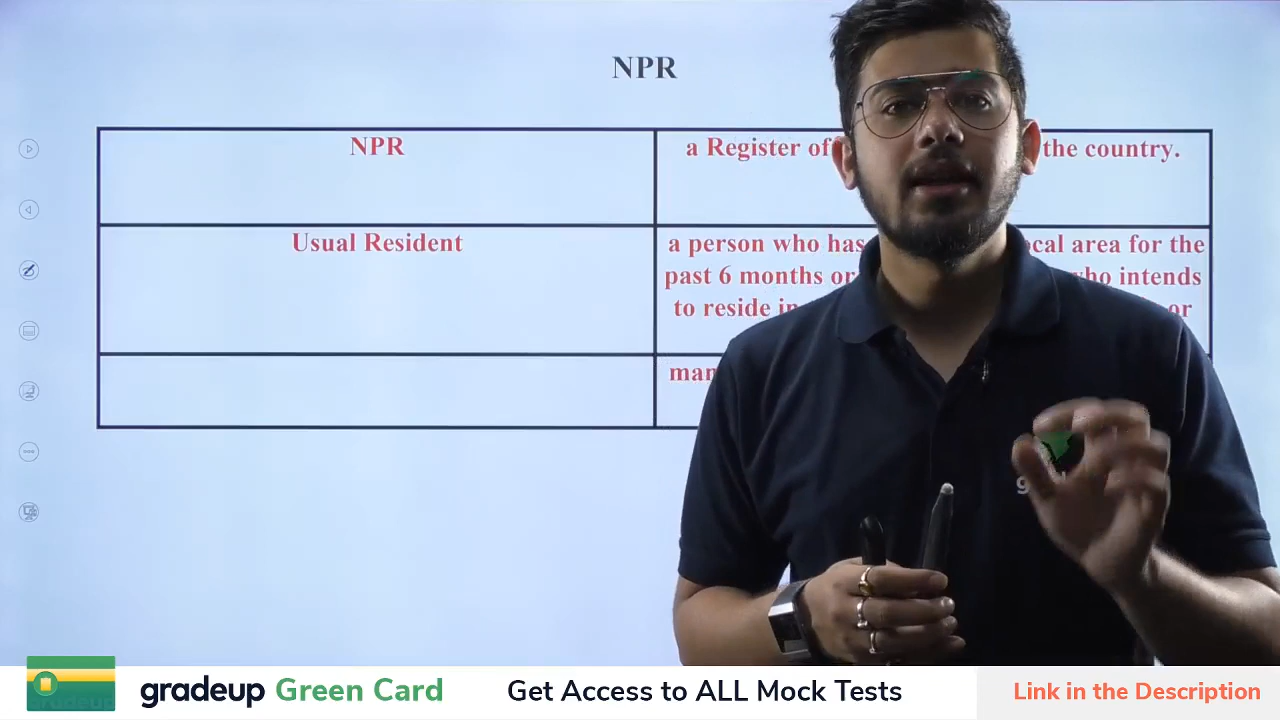 NPR
NPR
a Register of the country.
Usual Resident
a person who has ocal area for the
past 6 months or who intends
to reside in or
man
gradeup Green Card
Get Access to ALL Mock Tests
Link in the Description